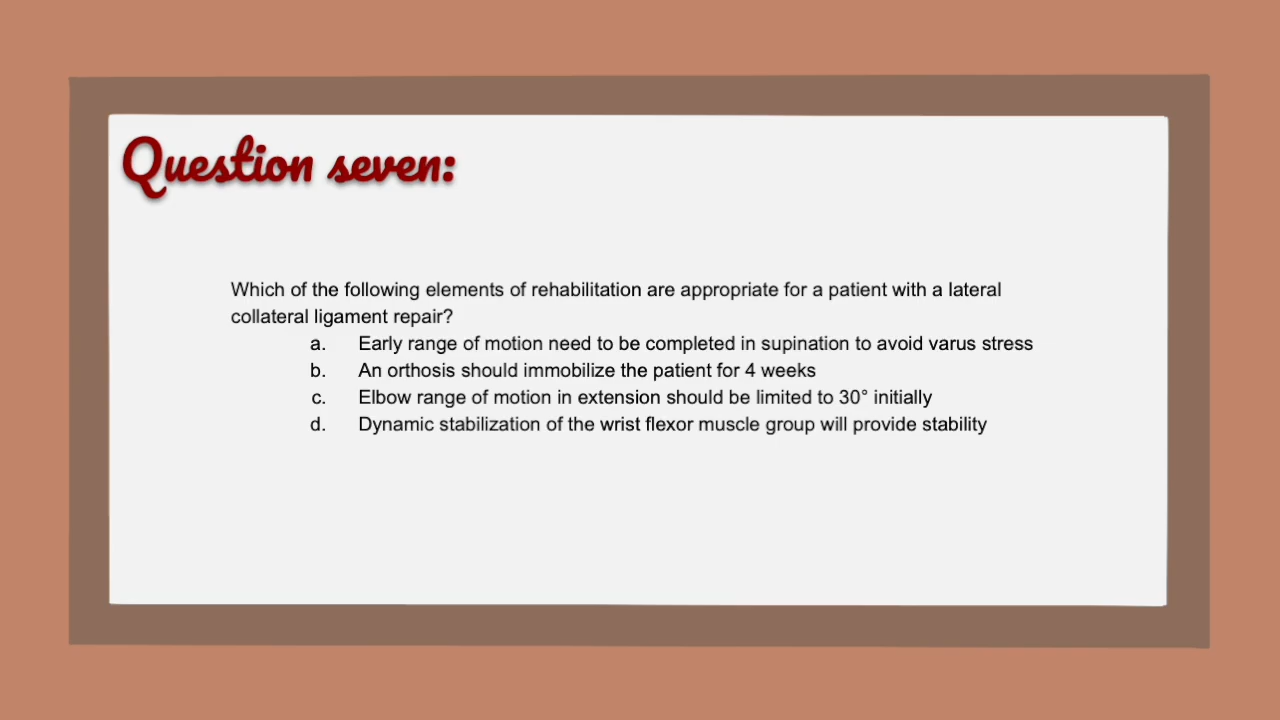 Question seven:
Which of the following elements of rehabilitation are appropriate for a patient with a lateral
collateral ligament repair?
a. Early range of motion need to be completed in supination to avoid varus stress
b. An orthosis should immobilize the patient for 4 weeks
c. Elbow range of motion in extension should be limited to 30° initially
d. Dynamic stabilization of the wrist flexor muscle group will provide stability